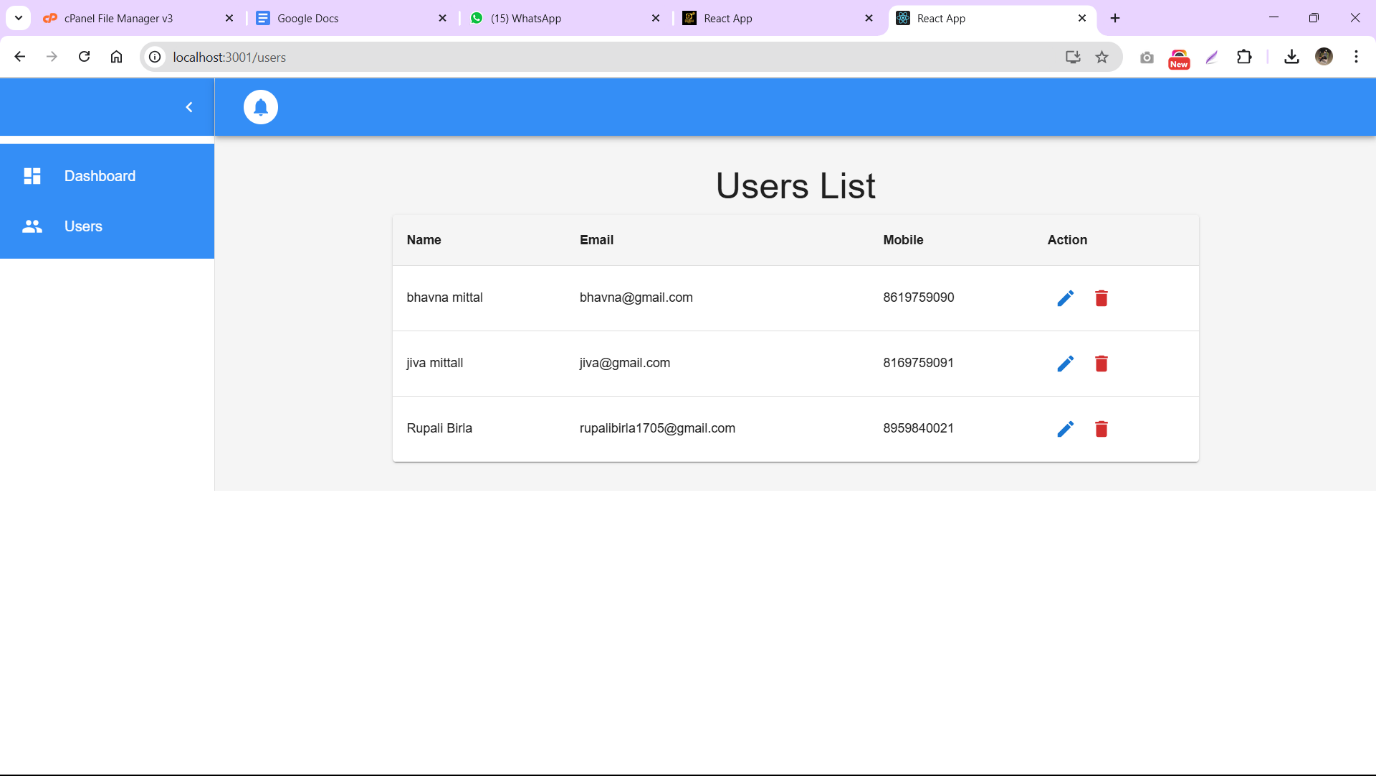 cPanel File Manager v3
Google Docs
(15) WhatsApp
React App
React App
localhost:3001/users
New
Dashboard
Users
Users List
Name Email Mobile Action
bhavna mittal bhavna@gmail.com 8619759090
jiva mittall jiva@gmail.com 8169759091
Rupali Birla rupalibirla1705@gmail.com 8959840021